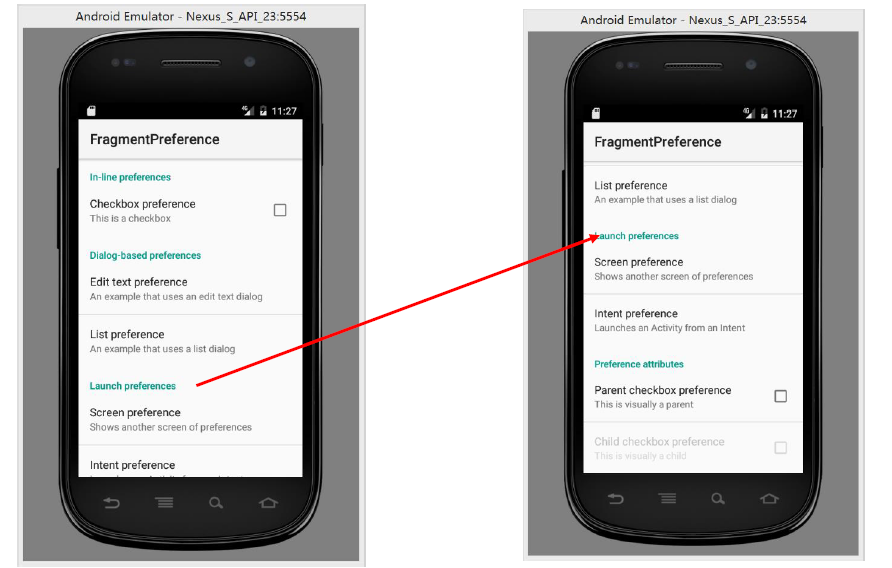 Android Emulator - Nexus_S_API_23:5554
4G
11:27
FragmentPreference
In-line preferences
Checkbox preference
This is a checkbox
Dialog-based preferences
Edit text preference
An example that uses an edit text dialog
List preference
An example that uses a list dialog
Launch preferences
Screen preference
Shows another screen of preferences
Intent preference
Android Emulator - Nexus_S_API_23:5554
4G
11:27
FragmentPreference
List preference
An example that uses a list dialog
Launch preferences
Screen preference
Shows another screen of preferences
Intent preference
Launches an Activity from an Intent
Preference attributes
Parent checkbox preference
This is visually a parent
Child checkbox preference
This is visually a child